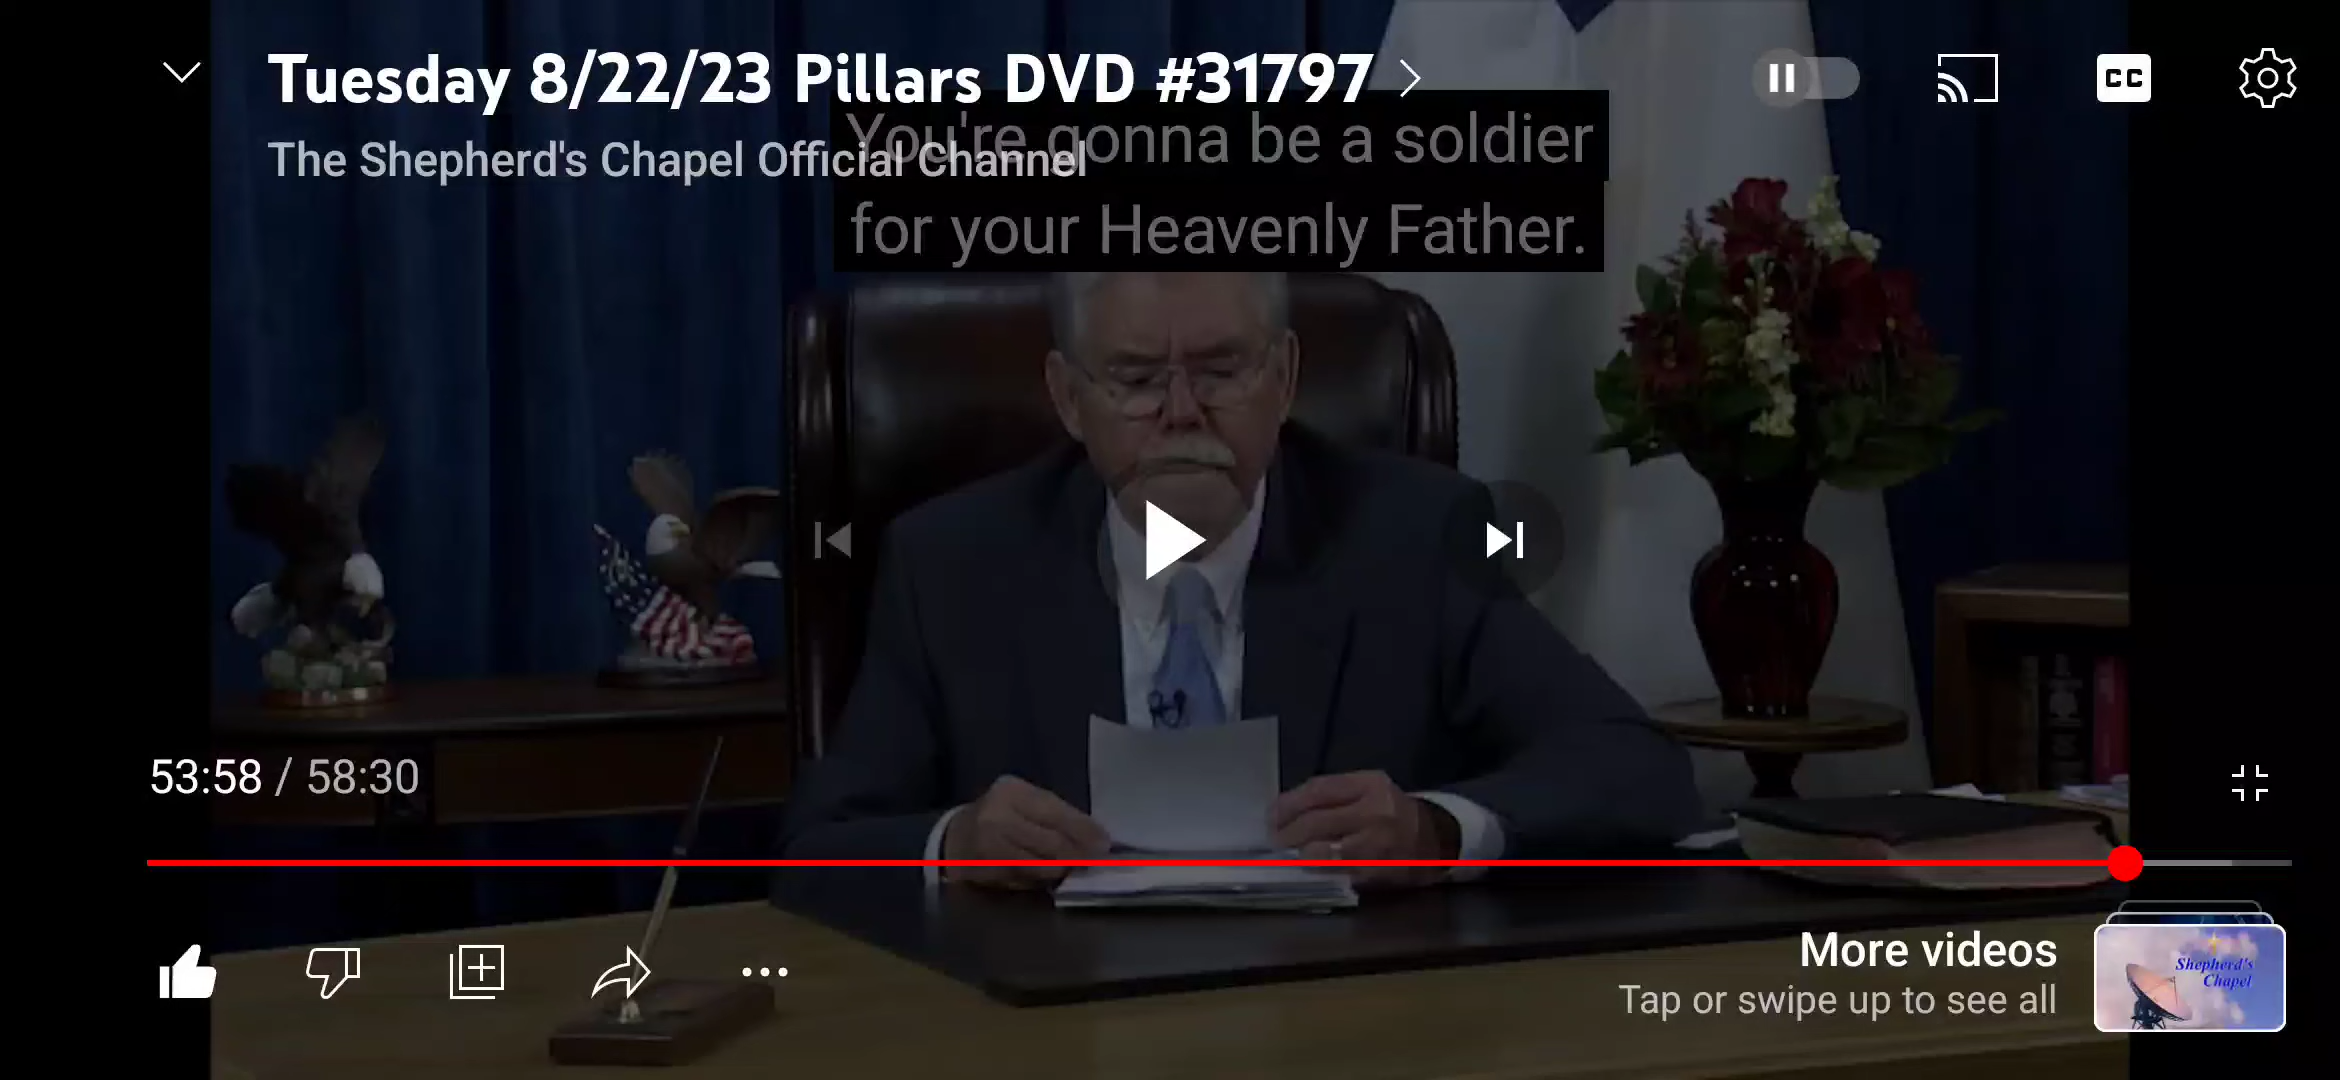 Tuesday 8/22/23 Pillars DVD #31797
CC
The Shepherd's Chapel Official Channel
You're gonna be a soldier
for your Heavenly Father.
53:58 / 58:30
More videos
Tap or swipe up to see all
Shepherd's
Chapel